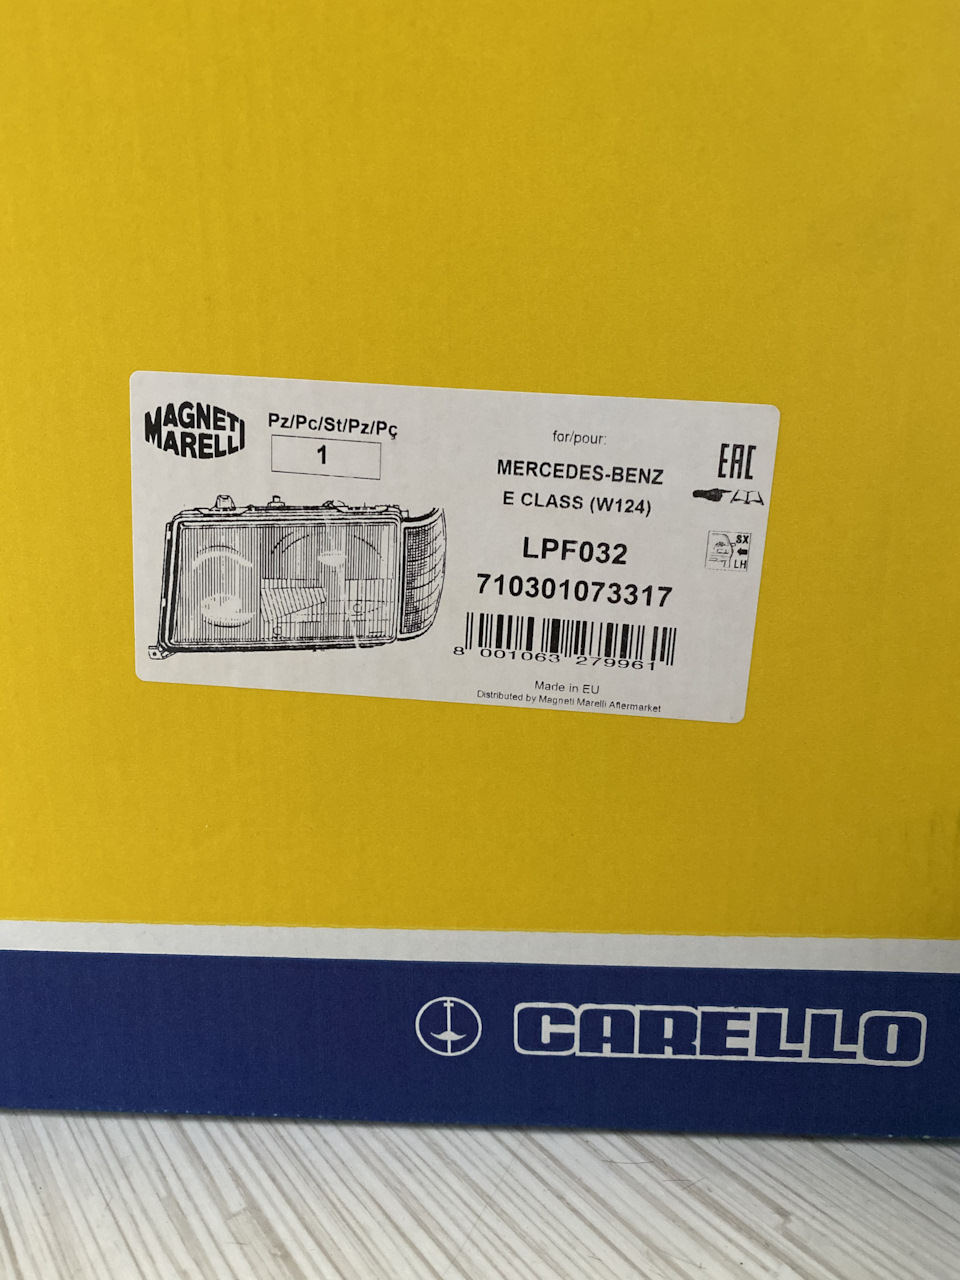 MAGNETI
MARELLI
Pz/Pc/St/Pz/Pç
1
for/pour:
MERCEDES-BENZ
E CLASS (W124)
LPF032
710301073317
8 001063 279961
Made in EU
Distributed by Magneti Marelli Aftermarket
EAC
SX
LH
CARELLO